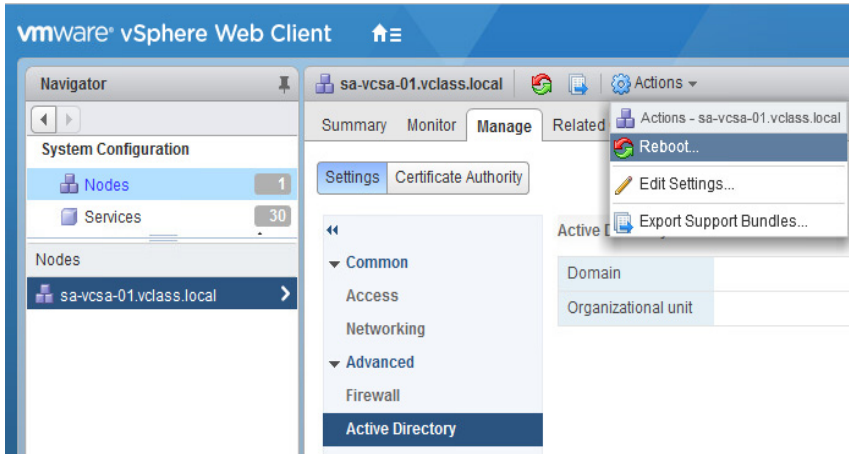 vmware® vSphere Web Client
Navigator
System Configuration
Nodes 1
Services 30
Nodes
sa-vcsa-01.vclass.local
sa-vcsa-01.vclass.local Actions
Summary Monitor Manage Related
Actions - sa-vcsa-01.vclass.local
Reboot...
Edit Settings...
Export Support Bundles...
Settings Certificate Authority
Common
Access
Networking
Advanced
Firewall
Active Directory
Active
Domain
Organizational unit